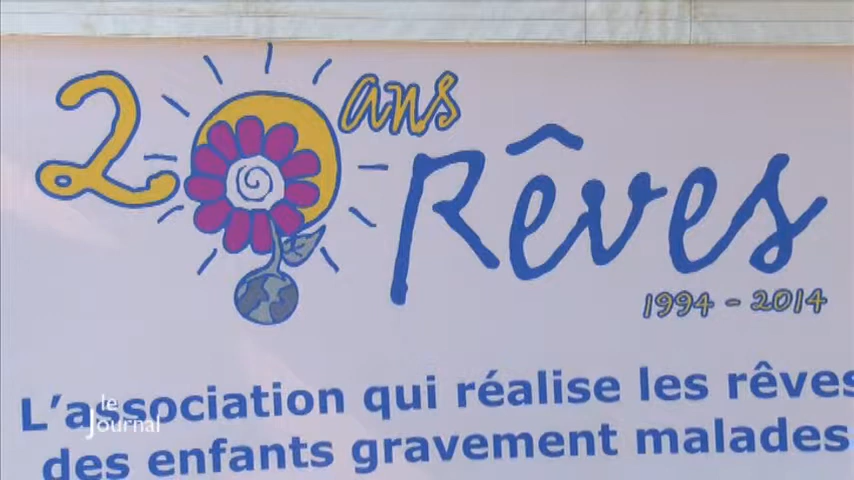 20 ans
Rêves
1994 - 2014
L'association qui réalise les rêves
des enfants gravement malades
le
Journal